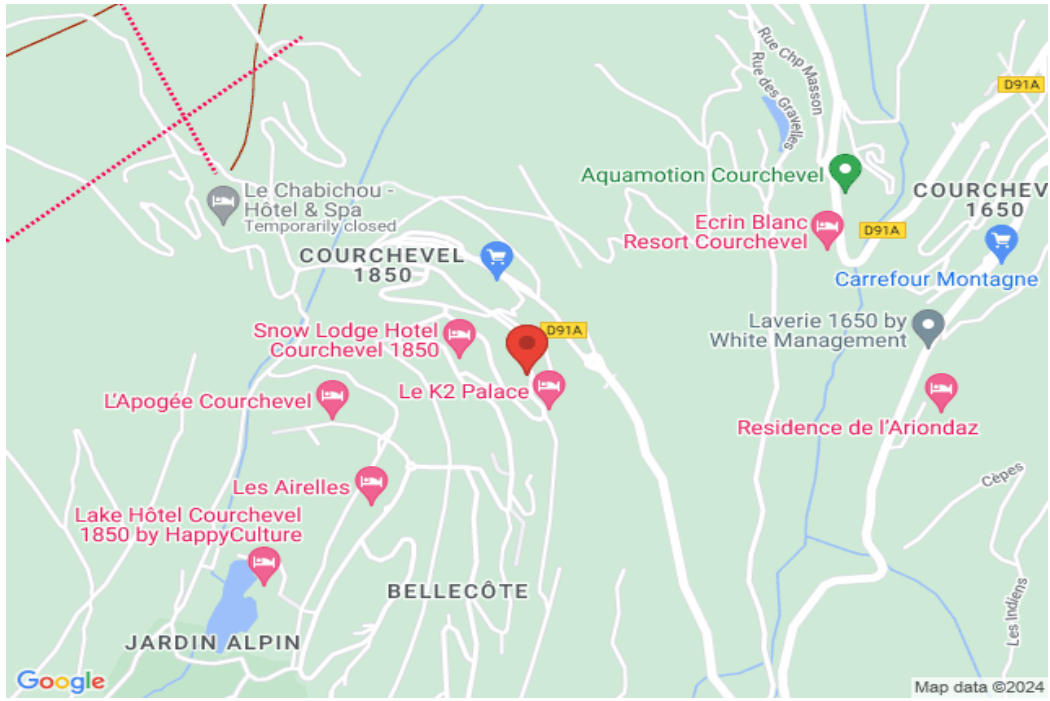 Rue Chp Masson
Rue des Gravelles
D91A
Aquamotion Courchevel
COURCHEV
1650
Le Chabichou -
Hôtel & Spa
Temporarily closed
Ecrin Blanc
Resort Courchevel
D91A
COURCHEVEL
1850
Carrefour Montagne
Snow Lodge Hotel
Courchevel 1850
D91A
Laverie 1650 by
White Management
L'Apogée Courchevel
Le K2 Palace
Residence de l'Ariondaz
Les Airelles
Cèpes
Lake Hôtel Courchevel
1850 by HappyCulture
BELLECÔTE
Les Indiens
JARDIN ALPIN
Google
Map data ©2024